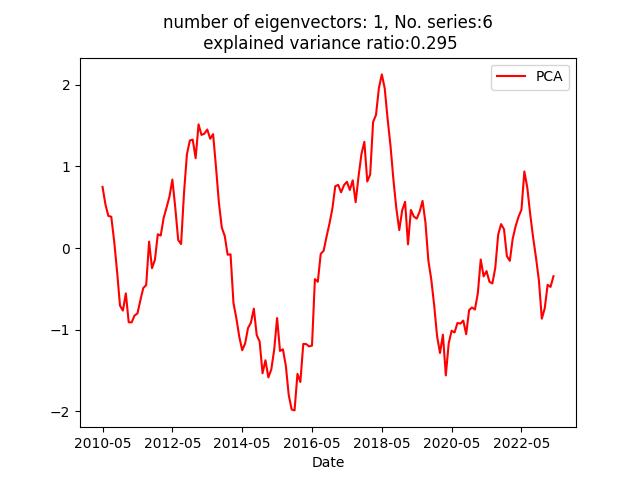 number of eigenvectors: 1, No. series:6
explained variance ratio:0.295
PCA
2
1
0
−1
−2
2010-05 2012-05 2014-05 2016-05 2018-05 2020-05 2022-05
Date